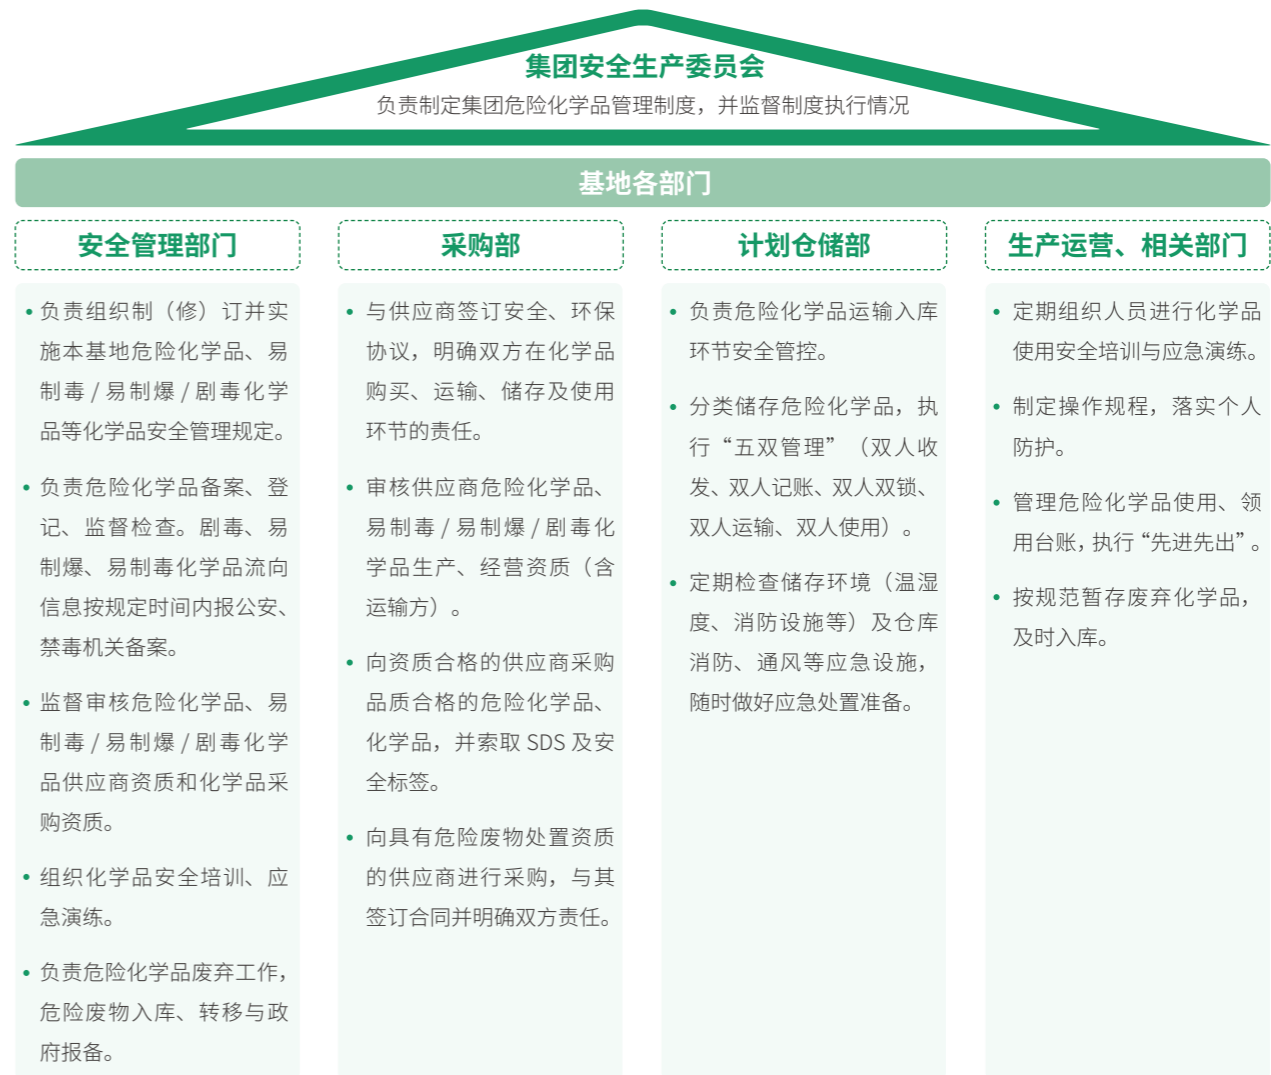 集团安全生产委员会
负责制定集团危险化学品管理制度，并监督制度执行情况
基地各部门
安全管理部门
• 负责组织制（修）订并实
施本基地危险化学品、易
制毒 / 易制爆 / 剧毒化学
品等化学品安全管理规定。
• 负责危险化学品备案、登
记、监督检查。剧毒、易
制爆、易制毒化学品流向
信息按规定时间内报公安、
禁毒机关备案。
• 监督审核危险化学品、易
制毒 / 易制爆 / 剧毒化学
品供应商资质和化学品采
购资质。
• 组织化学品安全培训、应
急演练。
• 负责危险化学品废弃工作，
危险废物入库、转移与政
府报备。
采购部
• 与供应商签订安全、环保
协议，明确双方在化学品
购买、运输、储存及使用
环节的责任。
• 审核供应商危险化学品、
易制毒 / 易制爆 / 剧毒化
学品生产、经营资质（含
运输方）。
• 向资质合格的供应商采购
品质合格的危险化学品、
化学品，并索取 SDS 及安
全标签。
• 向具有危险废物处置资质
的供应商进行采购，与其
签订合同并明确双方责任。
计划仓储部
• 负责危险化学品运输入库
环节安全管控。
• 分类储存危险化学品，执
行“五双管理”（双人收
发、双人记账、双人双锁、
双人运输、双人使用）。
• 定期检查储存环境（温湿
度、消防设施等）及仓库
消防、通风等应急设施，
随时做好应急处置准备。
生产运营、相关部门
• 定期组织人员进行化学品
使用安全培训与应急演练。
• 制定操作规程，落实个人
防护。
• 管理危险化学品使用、领
用台账，执行“先进先出”。
• 按规范暂存废弃化学品，
及时入库。